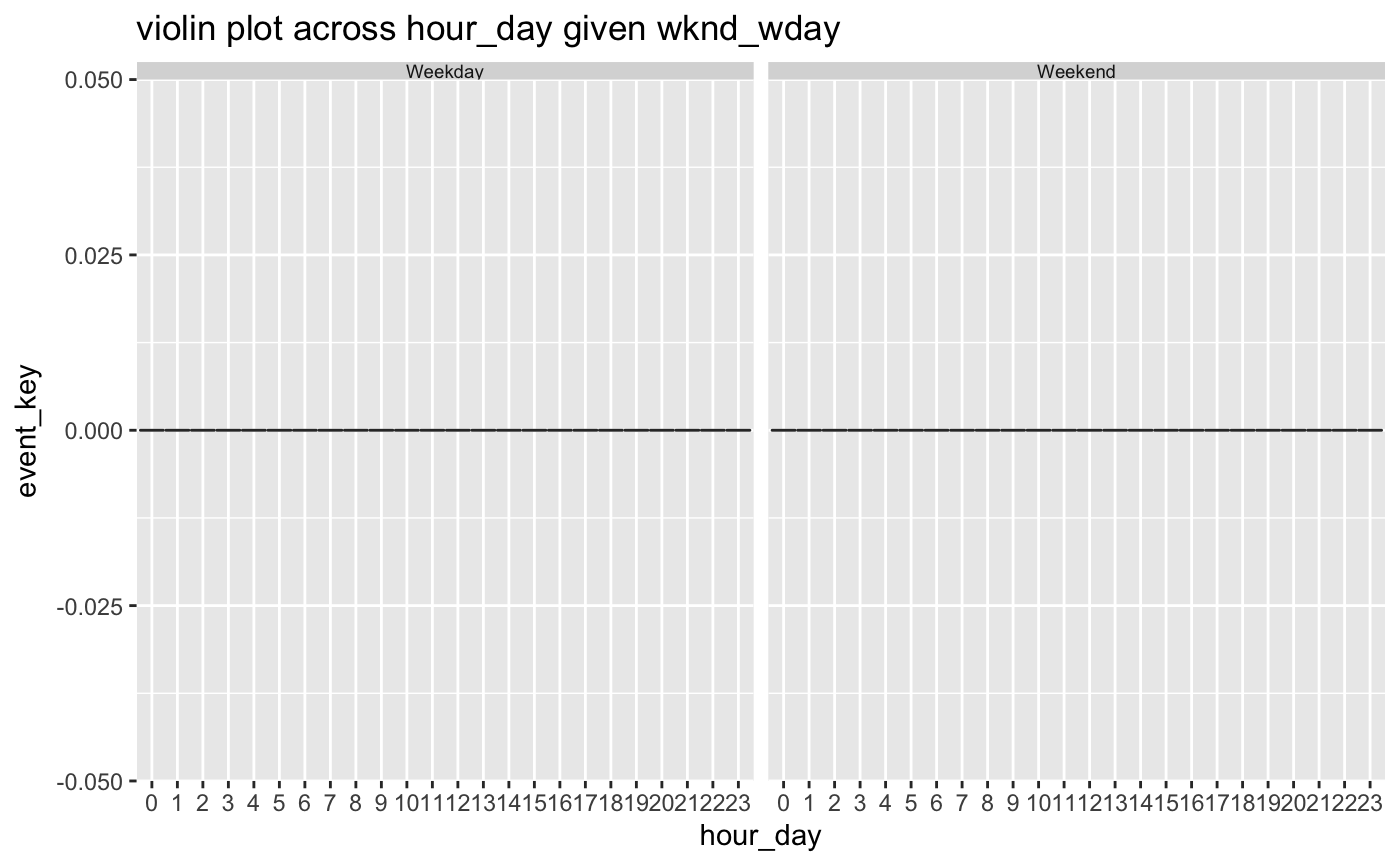 violin plot across hour_day given wknd_wday
Weekday Weekend
0.050
0.025
0.000
-0.025
-0.050
event_key
0 1 2 3 4 5 6 7 8 9 10 11 12 13 14 15 16 17 18 19 20 21 22 23 0 1 2 3 4 5 6 7 8 9 10 11 12 13 14 15 16 17 18 19 20 21 22 23
hour_day